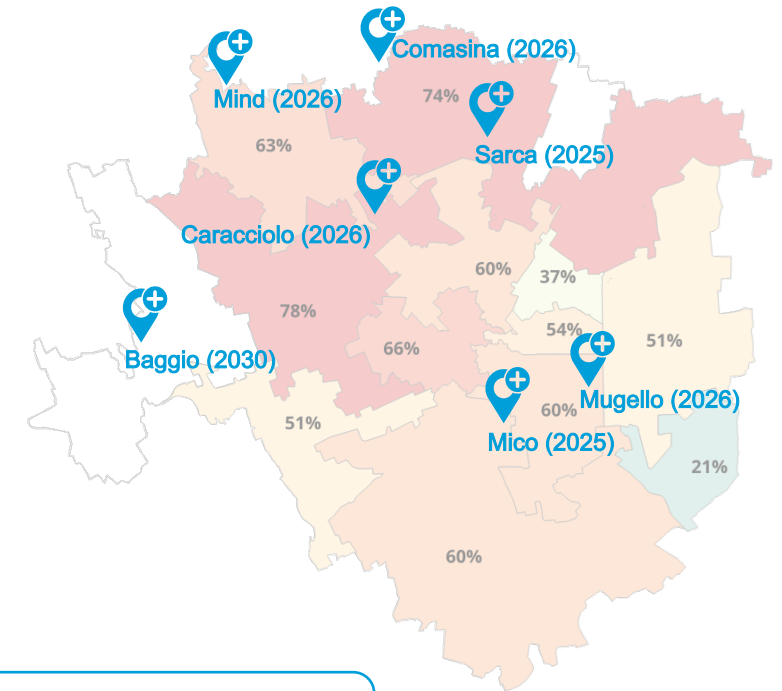 Comasina (2026)
Mind (2026)
74%
63%
Sarca (2025)
Caracciolo (2026)
60%
37%
78%
54%
51%
66%
Baggio (2030)
Mugello (2026)
60%
51%
Mico (2025)
21%
60%